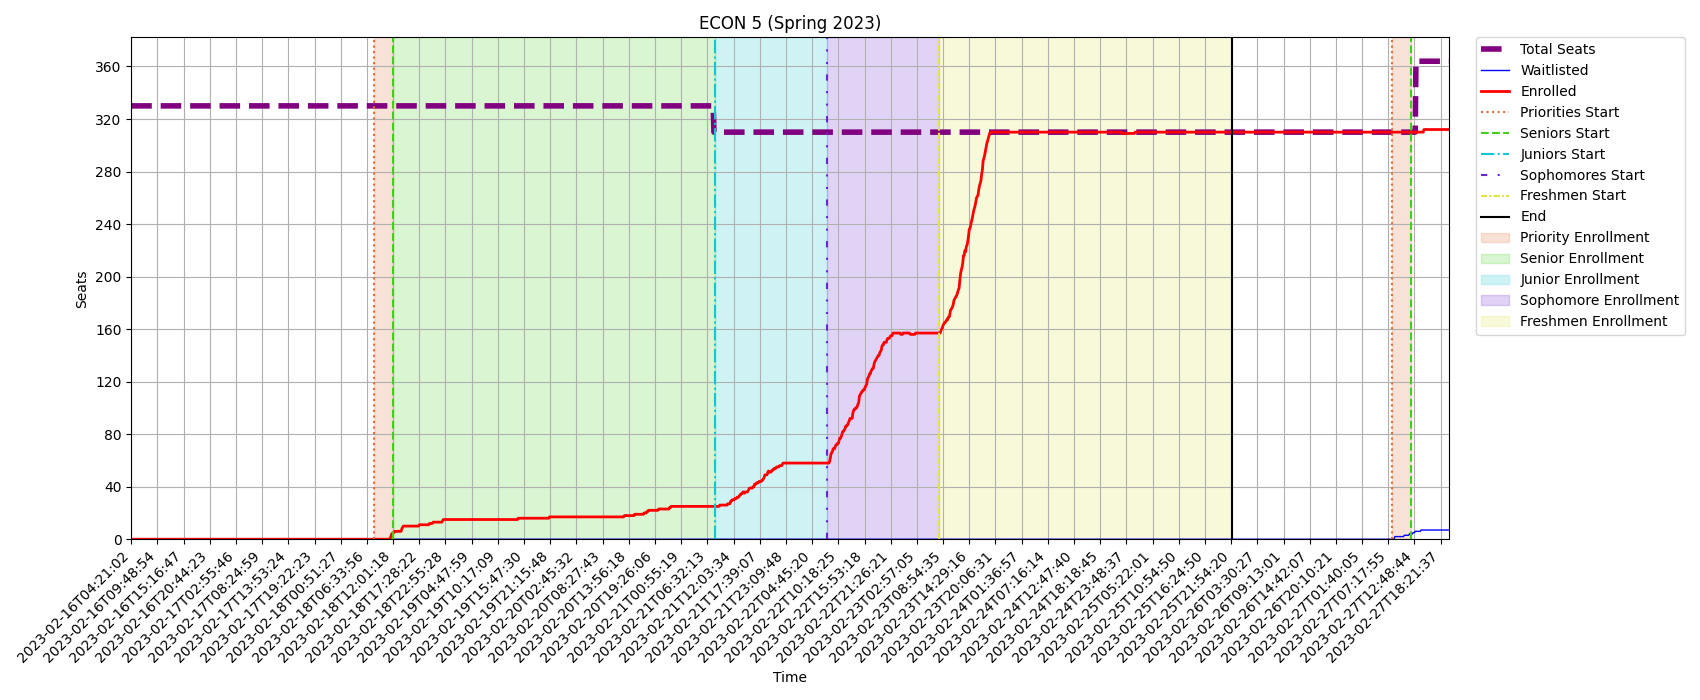 ECON 5 (Spring 2023)
360
320
280
240
200
160
120
80
40
0
Seats
2023-02-16T04:21:02
2023-02-16T09:48:54
2023-02-16T15:16:47
2023-02-16T20:44:23
2023-02-17T02:55:46
2023-02-17T08:24:59
2023-02-17T13:53:24
2023-02-17T19:22:23
2023-02-18T00:51:27
2023-02-18T06:33:56
2023-02-18T12:01:18
2023-02-18T17:28:22
2023-02-18T22:55:28
2023-02-19T04:47:59
2023-02-19T10:17:09
2023-02-19T15:47:30
2023-02-19T21:15:48
2023-02-20T02:45:32
2023-02-20T08:27:43
2023-02-20T13:56:18
2023-02-20T19:26:06
2023-02-21T00:55:19
2023-02-21T06:32:13
2023-02-21T12:03:34
2023-02-21T17:39:07
2023-02-21T23:09:48
2023-02-22T04:45:20
2023-02-22T10:18:25
2023-02-22T15:53:18
2023-02-22T21:26:21
2023-02-23T02:57:05
2023-02-23T08:54:35
2023-02-23T14:29:16
2023-02-23T20:06:31
2023-02-24T01:36:57
2023-02-24T07:16:14
2023-02-24T12:47:40
2023-02-24T18:18:45
2023-02-24T23:48:37
2023-02-25T05:22:01
2023-02-25T10:54:50
2023-02-25T16:24:50
2023-02-25T21:54:20
2023-02-26T03:30:27
2023-02-26T09:13:01
2023-02-26T14:42:07
2023-02-26T20:10:21
2023-02-27T01:40:05
2023-02-27T07:17:55
2023-02-27T12:48:44
2023-02-27T18:21:37
Time
Total Seats
Waitlisted
Enrolled
Priorities Start
Seniors Start
Juniors Start
Sophomores Start
Freshmen Start
End
Priority Enrollment
Senior Enrollment
Junior Enrollment
Sophomore Enrollment
Freshmen Enrollment